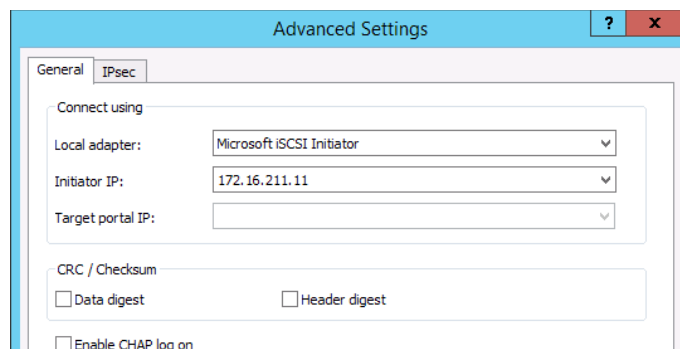 Advanced Settings
? x
General IPsec
Connect using
Local adapter: Microsoft iSCSI Initiator
Initiator IP: 172.16.211.11
Target portal IP:
CRC / Checksum
Data digest Header digest
Enable CHAP log on